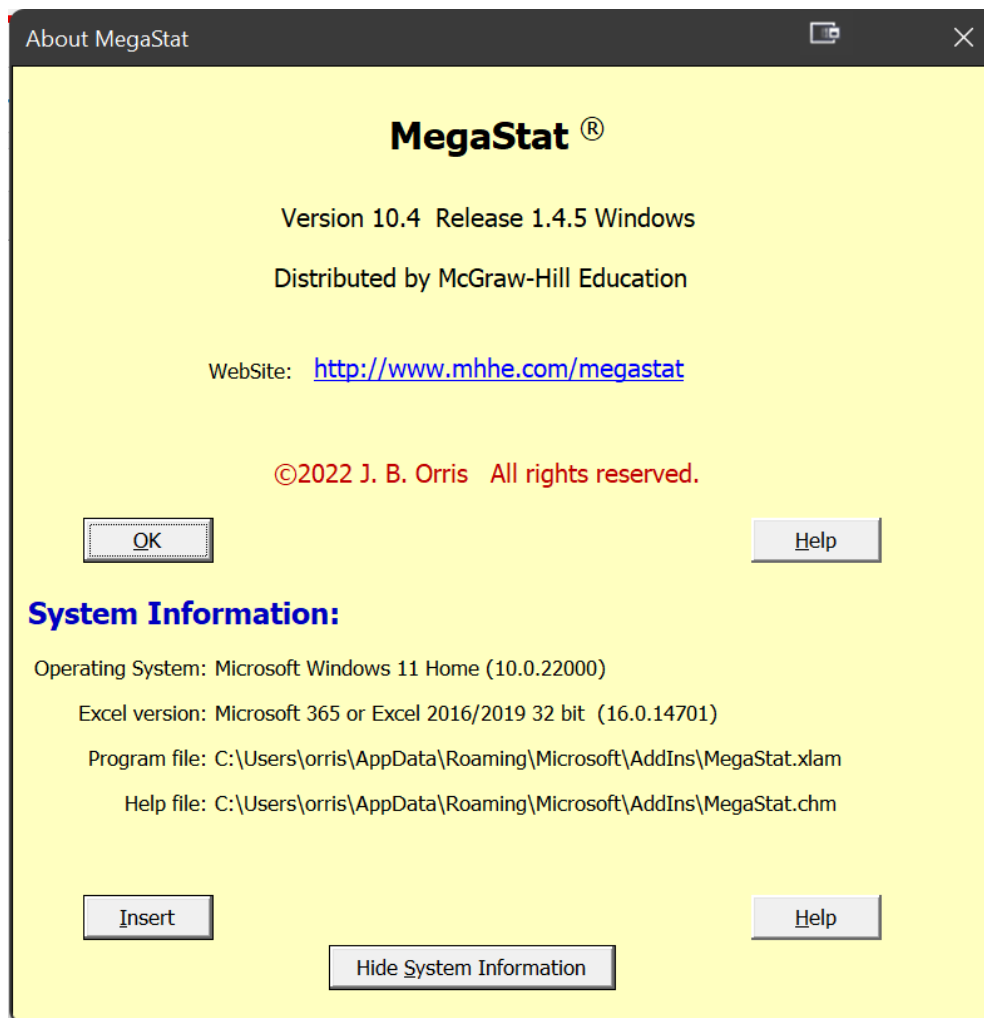 About MegaStat
MegaStat ®
Version 10.4 Release 1.4.5 Windows
Distributed by McGraw-Hill Education
WebSite: http://www.mhhe.com/megastat
©2022 J. B. Orris All rights reserved.
OK Help
System Information:
Operating System: Microsoft Windows 11 Home (10.0.22000)
Excel version: Microsoft 365 or Excel 2016/2019 32 bit (16.0.14701)
Program file: C:\Users\orris\AppData\Roaming\Microsoft\AddIns\MegaStat.xlam
Help file: C:\Users\orris\AppData\Roaming\Microsoft\AddIns\MegaStat.chm
Insert Help
Hide System Information